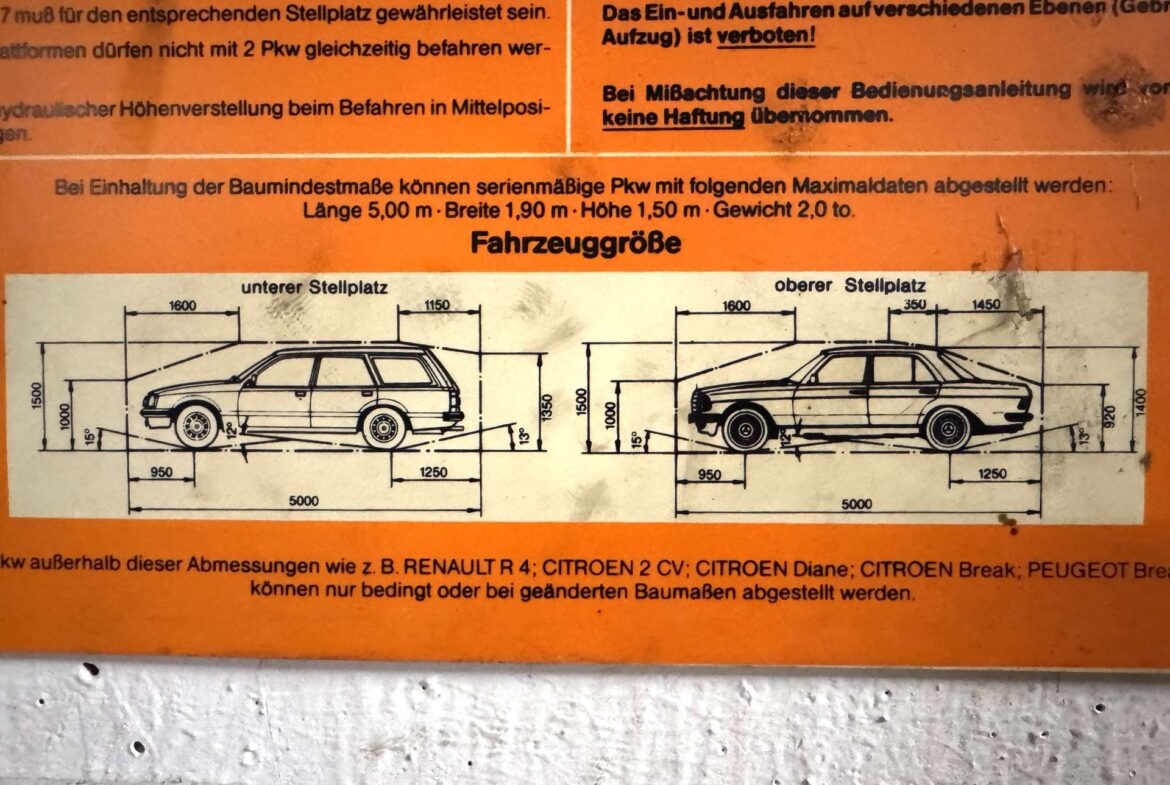 7 muß für den entsprechenden Stellplatz gewährleistet sein.
attformen dürfen nicht mit 2 Pkw gleichzeitig befahren wer-
hydraulischer Höhenverstellung beim Befahren in Mittelposi-
gen.
Das Ein- und Ausfahren auf verschiedenen Ebenen (Gebr
Aufzug) ist verboten!
Bei Mißachtung dieser Bedienungsanleitung wird von
keine Haftung übernommen.
Bei Einhaltung der Baumindestmaße können serienmäßige Pkw mit folgenden Maximaldaten abgestellt werden:
Länge 5,00 m · Breite 1,90 m · Höhe 1,50 m · Gewicht 2,0 to.
Fahrzeuggröße
unterer Stellplatz
1600
1150
1500
1000
15°
12°
13°
1350
950
1250
5000
oberer Stellplatz
1600
350
1450
1500
1000
15°
12°
13°
920
1400
950
1250
5000
kw außerhalb dieser Abmessungen wie z. B. RENAULT R 4; CITROEN 2 CV; CITROEN Diane; CITROEN Break; PEUGEOT Brea
können nur bedingt oder bei geänderten Baumaßen abgestellt werden.